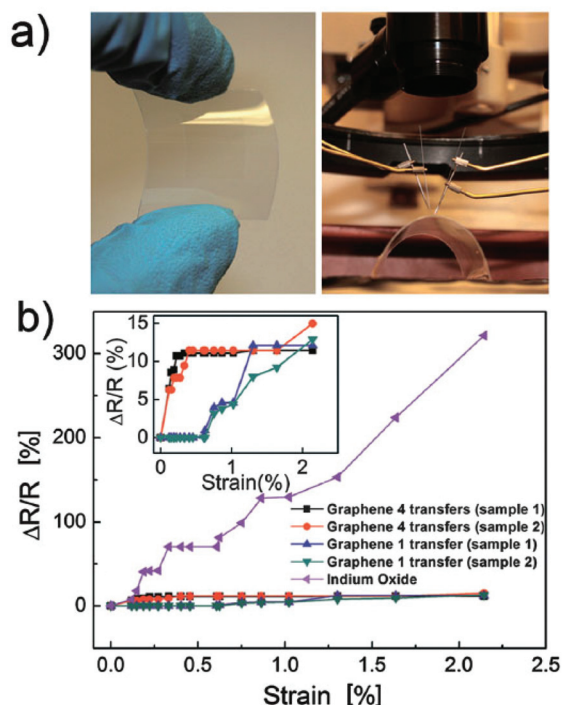 a)
b)
ΔR/R [%]
300
200
100
0
0.0 0.5 1.0 1.5 2.0 2.5
Strain [%]
ΔR/R (%)
15
10
5
0
0 1 2
Strain(%)
Graphene 4 transfers (sample 1)
Graphene 4 transfers (sample 2)
Graphene 1 transfer (sample 1)
Graphene 1 transfer (sample 2)
Indium Oxide